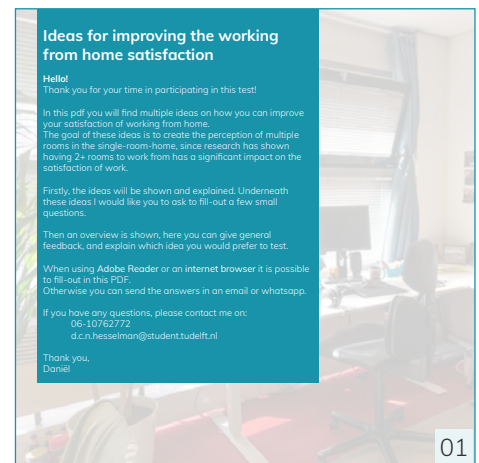 Ideas for improving the working
from home satisfaction
Hello!
Thank you for your time in participating in this test!
In this pdf you will find multiple ideas on how you can improve
your satisfaction of working from home.
The goal of these ideas is to create the perception of multiple
rooms in the single-room-home, since research has shown
having 2+ rooms to work from has a significant impact on the
satisfaction of work.
Firstly, the ideas will be shown and explained. Underneath
these ideas I would like you to ask to fill-out a few small
questions.
Then an overview is shown, here you can give general
feedback, and explain which idea you would prefer to test.
When using Adobe Reader or an internet browser it is possible
to fill-out in this PDF.
Otherwise you can send the answers in an email or whatsapp.
If you have any questions, please contact me on:
06-10762772
d.c.n.hesselman@student.tudelft.nl
Thank you,
Daniël
01